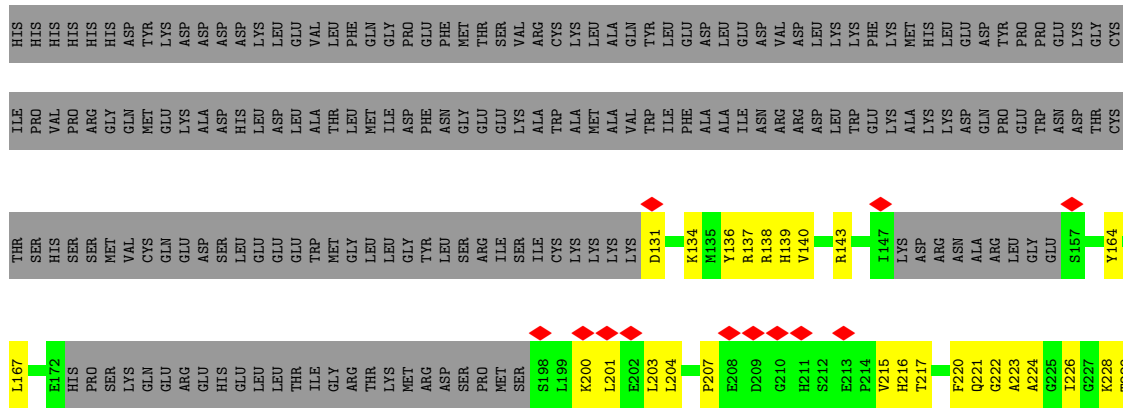 HIS HIS HIS HIS HIS HIS ASP TYR LYS ASP ASP ASP ASP LYS LEU GLU VAL LEU PHE GLN GLY PRO GLU PHE MET THR SER VAL ARG CYS LYS LEU ALA GLN TYR LEU GLU ASP LEU GLU ASP VAL ASP LEU LYS LYS PHE LYS MET HIS LEU GLU ASP TYR PRO PRO GLU LYS GLY CYS
ILE PRO VAL PRO ARG GLY GLN MET GLU LYS ALA ASP HIS LEU ASP LEU ALA THR LEU MET ILE ASP PHE ASN GLY GLU GLU LYS ALA TRP ALA MET ALA VAL TRP ILE PHE ALA ALA ILE ASN ARG ARG ASP LEU TRP GLU LYS ALA LYS LYS ASP GLN PRO GLU TRP ASN ASP THR CYS
THR SER HIS SER SER MET VAL CYS GLN GLU ASP SER LEU GLU GLU GLU TRP MET GLY LEU LEU GLY TYR LEU SER ARG ILE SER ILE CYS LYS LYS LYS LYS D131 K134 M135 Y136 R137 R138 H139 V140 R143 I147 LYS ASP ARG ASN ALA ARG LEU GLY GLU S157 Y164
L167 E172 HIS PRO SER LYS GLN GLU ARG GLU HIS GLU LEU LEU THR ILE GLY ARG THR LYS MET ARG ASP SER PRO MET SER S198 L199 K200 L201 E202 L203 L204 P207 E208 D209 G210 H211 S212 E213 P214 V215 H216 T217 F220 Q221 G222 A223 A224 G225 I226 G227 K228